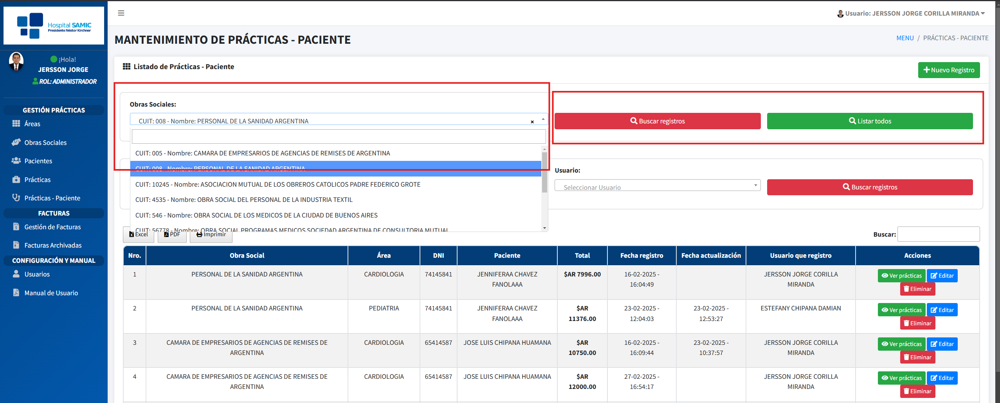 Hospital SAMIC
Presidente Néstor Kirchner
¡Hola!
JERSSON JORGE
ROL: ADMINISTRADOR
GESTIÓN PRÁCTICAS
Áreas
Obras Sociales
Pacientes
Prácticas
Prácticas - Paciente
FACTURAS
Gestión de Facturas
Facturas Archivadas
CONFIGURACIÓN Y MANUAL
Usuarios
Manual de Usuario
Usuario: JERSSON JORGE CORILLA MIRANDA
MANTENIMIENTO DE PRÁCTICAS - PACIENTE
MENU / PRÁCTICAS - PACIENTE
Listado de Prácticas - Paciente
Nuevo Registro
Obras Sociales:
CUIT: 008 - Nombre: PERSONAL DE LA SANIDAD ARGENTINA
×
Buscar registros
Listar todos
CUIT: 005 - Nombre: CAMARA DE EMPRESARIOS DE AGENCIAS DE REMISES DE ARGENTINA
CUIT: 008 - Nombre: PERSONAL DE LA SANIDAD ARGENTINA
CUIT: 10245 - Nombre: ASOCIACION MUTUAL DE LOS OBREROS CATOLICOS PADRE FEDERICO GROTE
CUIT: 4535 - Nombre: OBRA SOCIAL DEL PERSONAL DE LA INDUSTRIA TEXTIL
CUIT: 546 - Nombre: OBRA SOCIAL DE LOS MEDICOS DE LA CIUDAD DE BUENOS AIRES
CUIT: 56778 - Nombre: OBRA SOCIAL PROGRAMAS MEDICOS SOCIEDAD ARGENTINA DE CONSULTORIA MUTUAL
Usuario:
Seleccionar Usuario
Buscar registros
Excel PDF Imprimir
Buscar:
Nro. Obra Social Área DNI Paciente Total Fecha registro Fecha actualización Usuario que registro Acciones
1 PERSONAL DE LA SANIDAD ARGENTINA CARDIOLOGIA 74145841 JENNIFERAA CHAVEZ $AR 7996.00 16-02-2025 - JERSSON JORGE CORILLA Ver prácticas Editar
FANOLAAA 16:04:49 MIRANDA Eliminar
2 PERSONAL DE LA SANIDAD ARGENTINA PEDIATRIA 74145841 JENNIFERAA CHAVEZ $AR 23-02-2025 - 23-02-2025 - ESTEFANY CHIPANA DAMIAN Ver prácticas Editar
FANOLAAA 11376.00 12:04:03 12:53:27 Eliminar
3 CAMARA DE EMPRESARIOS DE AGENCIAS DE REMISES DE CARDIOLOGIA 65414587 JOSE LUIS CHIPANA HUAMANA $AR 16-02-2025 - 23-02-2025 - JERSSON JORGE CORILLA Ver prácticas Editar
ARGENTINA 10750.00 16:09:44 10:37:57 MIRANDA Eliminar
4 CAMARA DE EMPRESARIOS DE AGENCIAS DE REMISES DE CARDIOLOGIA 65414587 JOSE LUIS CHIPANA HUAMANA $AR 27-02-2025 - JERSSON JORGE CORILLA Ver prácticas Editar
ARGENTINA 12000.00 16:54:17 MIRANDA Eliminar